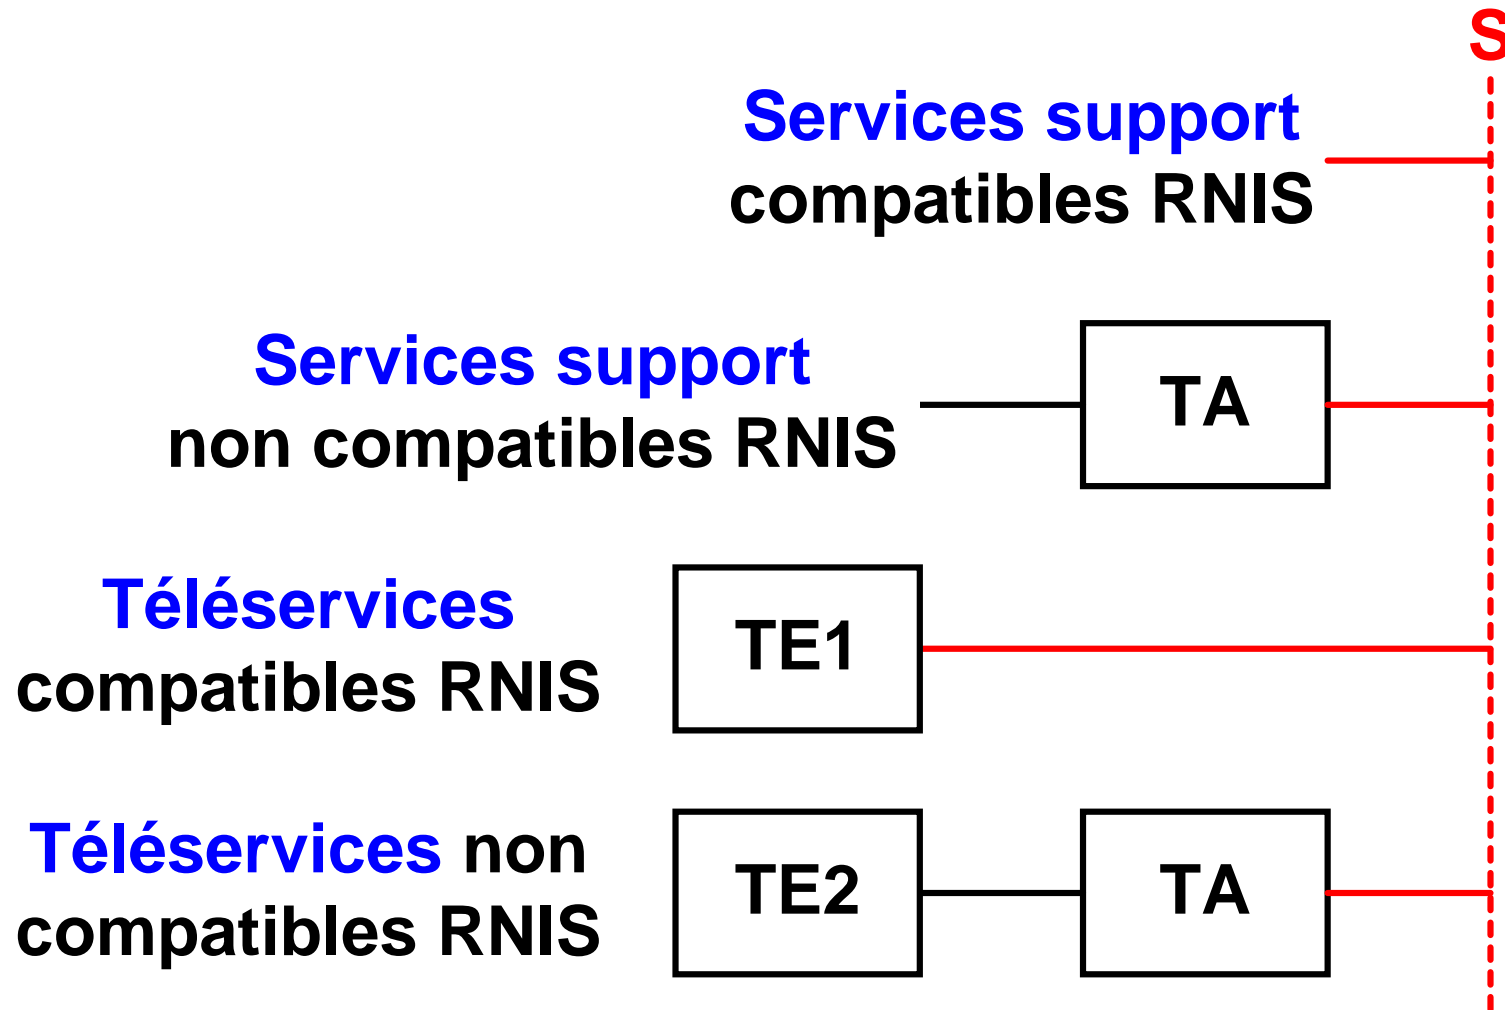 S
Services support
compatibles RNIS
Services support
non compatibles RNIS
TA
Téléservices
compatibles RNIS
TE1
Téléservices non
compatibles RNIS
TE2
TA